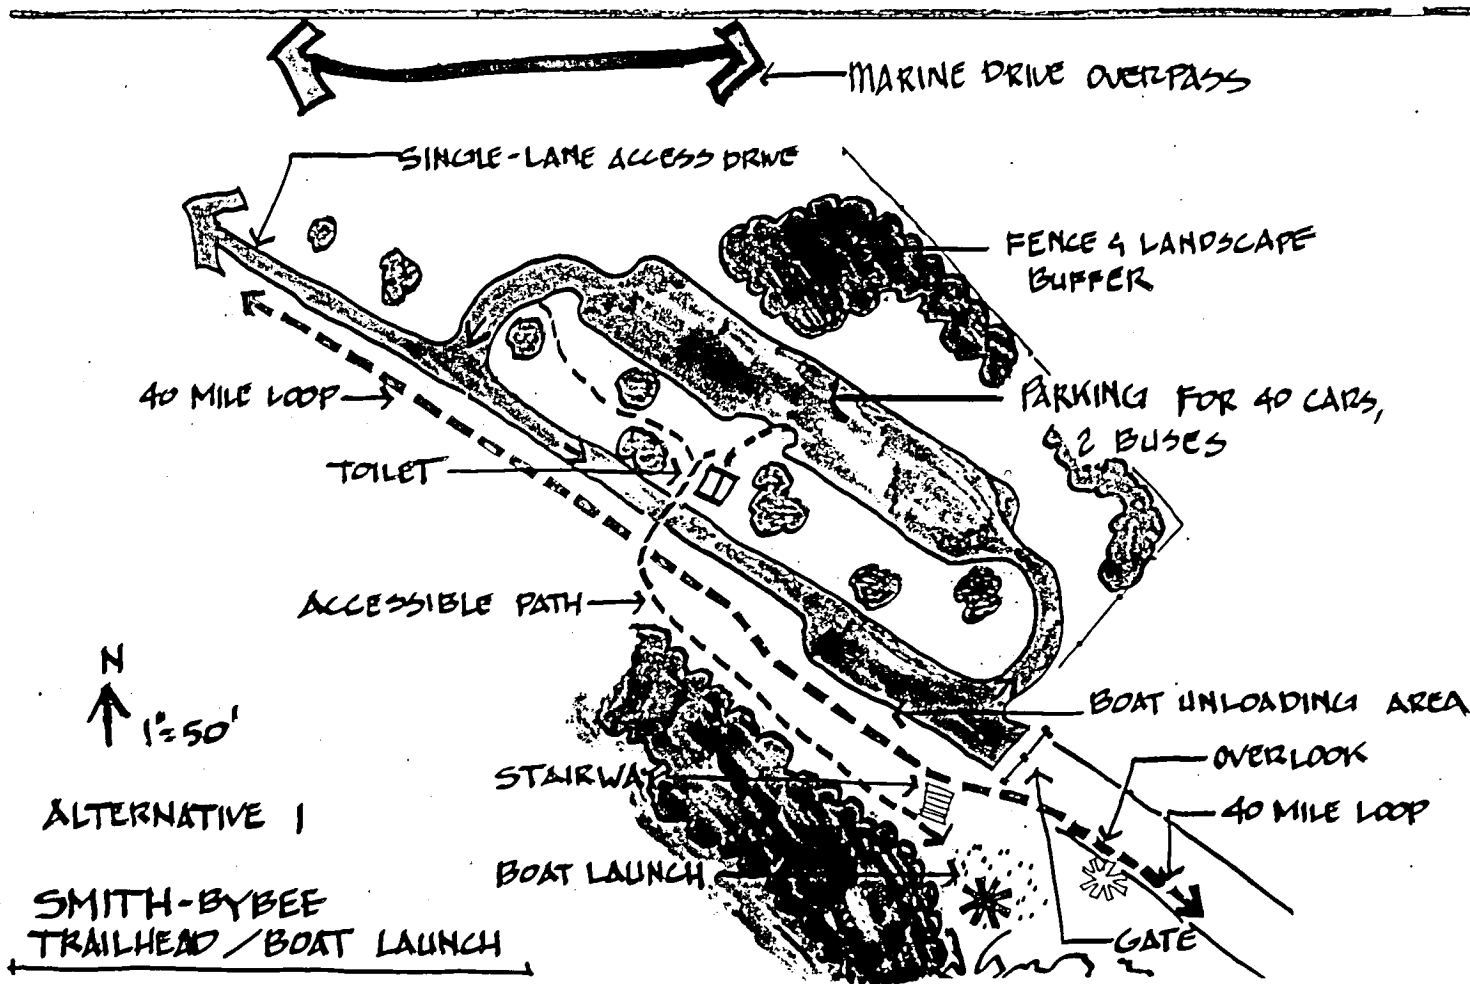 MARINE DRIVE OVERPASS
SINGLE-LANE ACCESS DRIVE
FENCE & LANDSCAPE
BUFFER
40 MILE LOOP
PARKING FOR 40 CARS,
2 BUSES
TOILET
ACCESSIBLE PATH
N
1"=50'
BOAT UNLOADING AREA
OVERLOOK
STAIRWAY
40 MILE LOOP
ALTERNATIVE 1
BOAT LAUNCH
SMITH-BYBEE
TRAILHEAD/BOAT LAUNCH
GATE